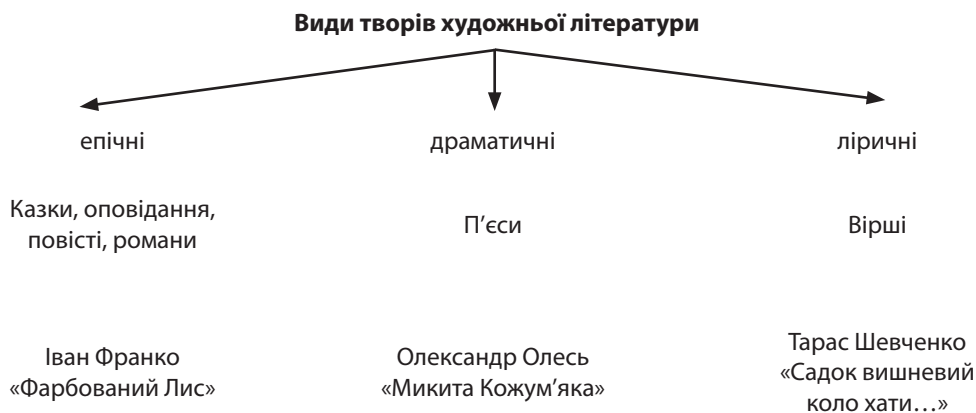 Види творів художньої літератури
епічні
драматичні
ліричні
Казки, оповідання,
повісті, романи
П’єси
Вірші
Іван Франко
«Фарбований Лис»
Олександр Олесь
«Микита Кожум’яка»
Тарас Шевченко
«Садок вишневий
коло хати…»